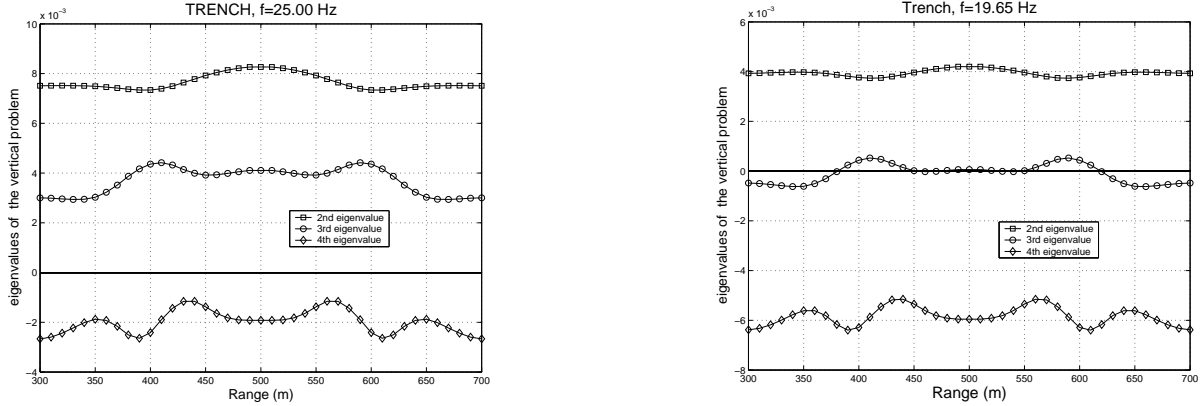 TRENCH, f=25.00 Hz
x 10⁻³
10
8
6
4
2
0
−2
−4
300 350 400 450 500 550 600 650 700
Range (m)
eigenvalues of the vertical problem
2nd eigenvalue
3rd eigenvalue
4th eigenvalue
Trench, f=19.65 Hz
x 10⁻³
6
4
2
0
−2
−4
−6
−8
300 350 400 450 500 550 600 650 700
Range (m)
eigenvalues of the vertical problem
2nd eigenvalue
3rd eigenvalue
4th eigenvalue